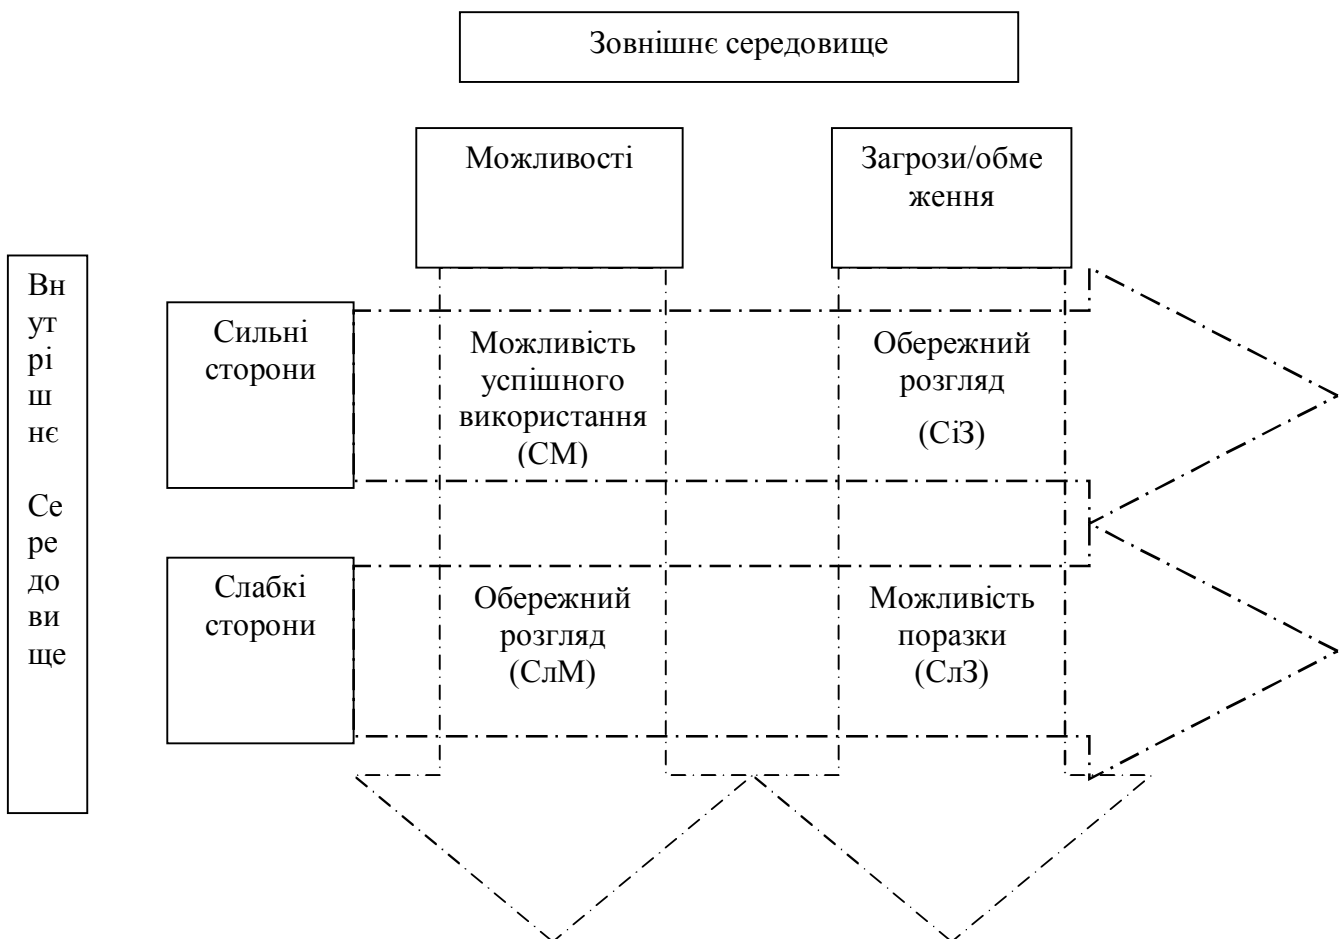 Зовнішнє середовище
Можливості
Загрози/обме
ження
Вн
ут
рі
ш
нє
Се
ре
до
ви
ще
Сильні
сторони
Можливість
успішного
використання
(СМ)
Обережний
розгляд
(СіЗ)
Слабкі
сторони
Обережний
розгляд
(СлМ)
Можливість
поразки
(СлЗ)